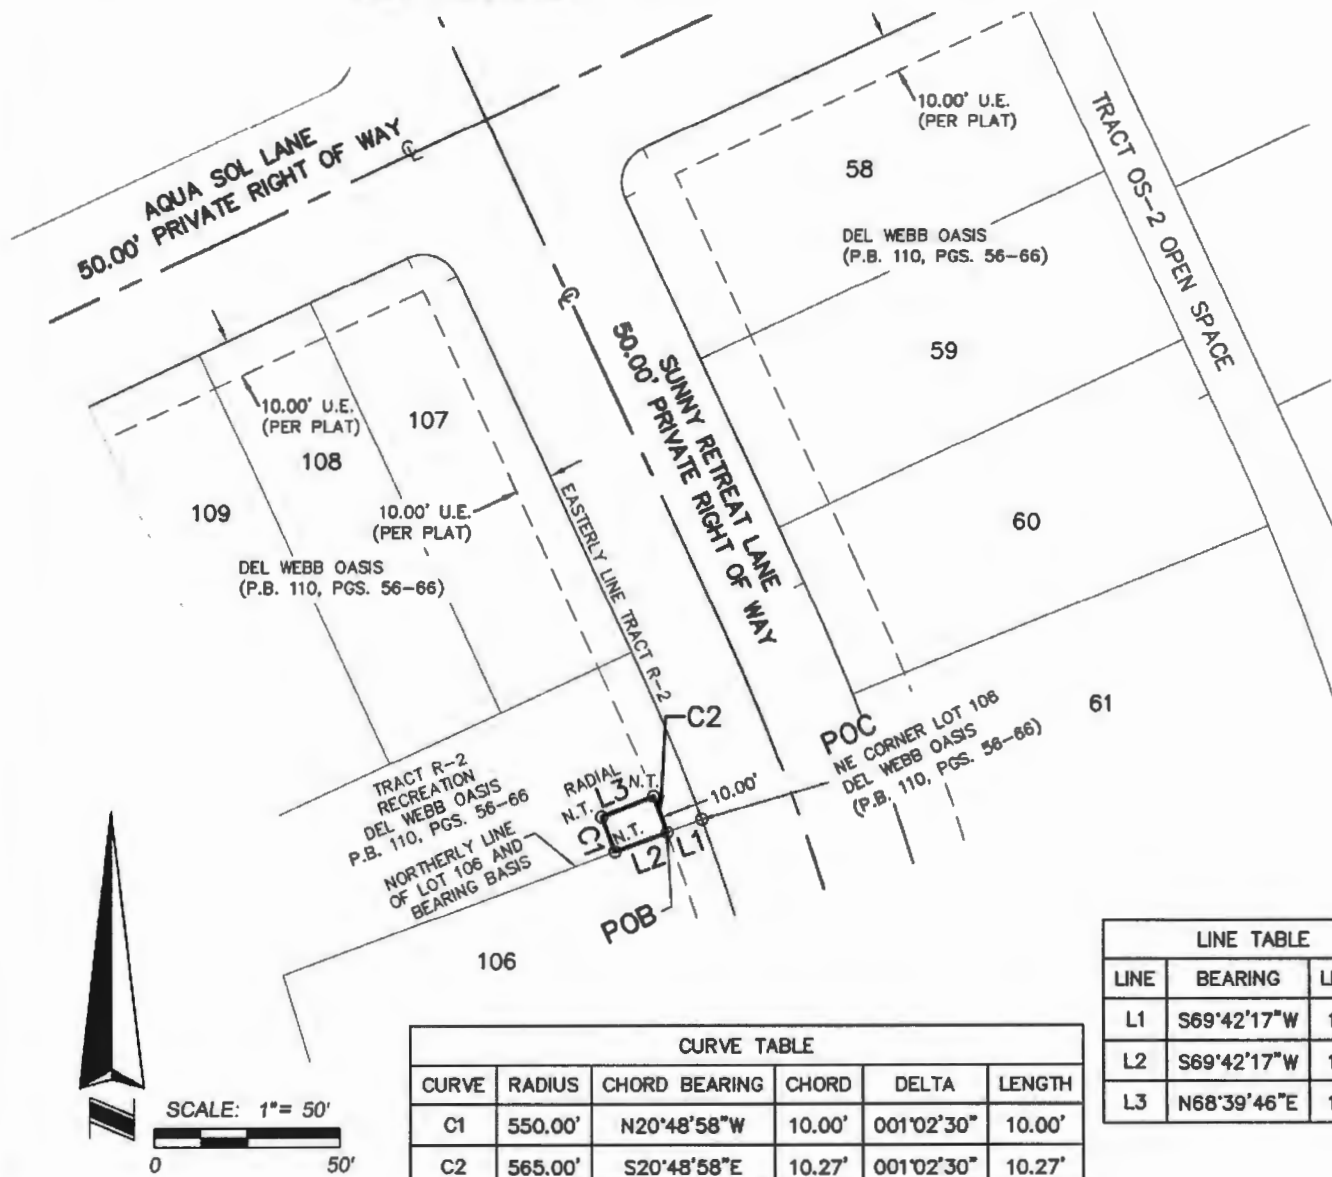 AQUA SOL LANE
50.00' PRIVATE RIGHT OF WAY
℄
10.00' U.E.
(PER PLAT)
58
DEL WEBB OASIS
(P.B. 110, PGS. 56-66)
TRACT OS-2 OPEN SPACE
℄
59
SUNNY RETREAT LANE
50.00' PRIVATE RIGHT OF WAY
10.00' U.E.
(PER PLAT)
107
108
109
10.00' U.E.
(PER PLAT)
EASTERLY LINE TRACT R-2
60
DEL WEBB OASIS
(P.B. 110, PGS. 56-66)
61
C2
POC
NE CORNER LOT 106
DEL WEBB OASIS
(P.B. 110, PGS. 56-66)
TRACT R-2
RECREATION
DEL WEBB OASIS
P.B. 110, PGS. 56-66
RADIAL
N.T.
L3
N.T.
10.00'
C1
N.T.
L2
L1
NORTHERLY LINE
OF LOT 106 AND
BEARING BASIS
POB
106
SCALE: 1"= 50'
0 50'
CURVE TABLE
CURVE RADIUS CHORD BEARING CHORD DELTA LENGTH
C1 550.00' N20°48'58"W 10.00' 001°02'30" 10.00'
C2 565.00' S20°48'58"E 10.27' 001°02'30" 10.27'
LINE TABLE
LINE BEARING
L1 S69°42'17"W
L2 S69°42'17"W
L3 N68°39'46"E